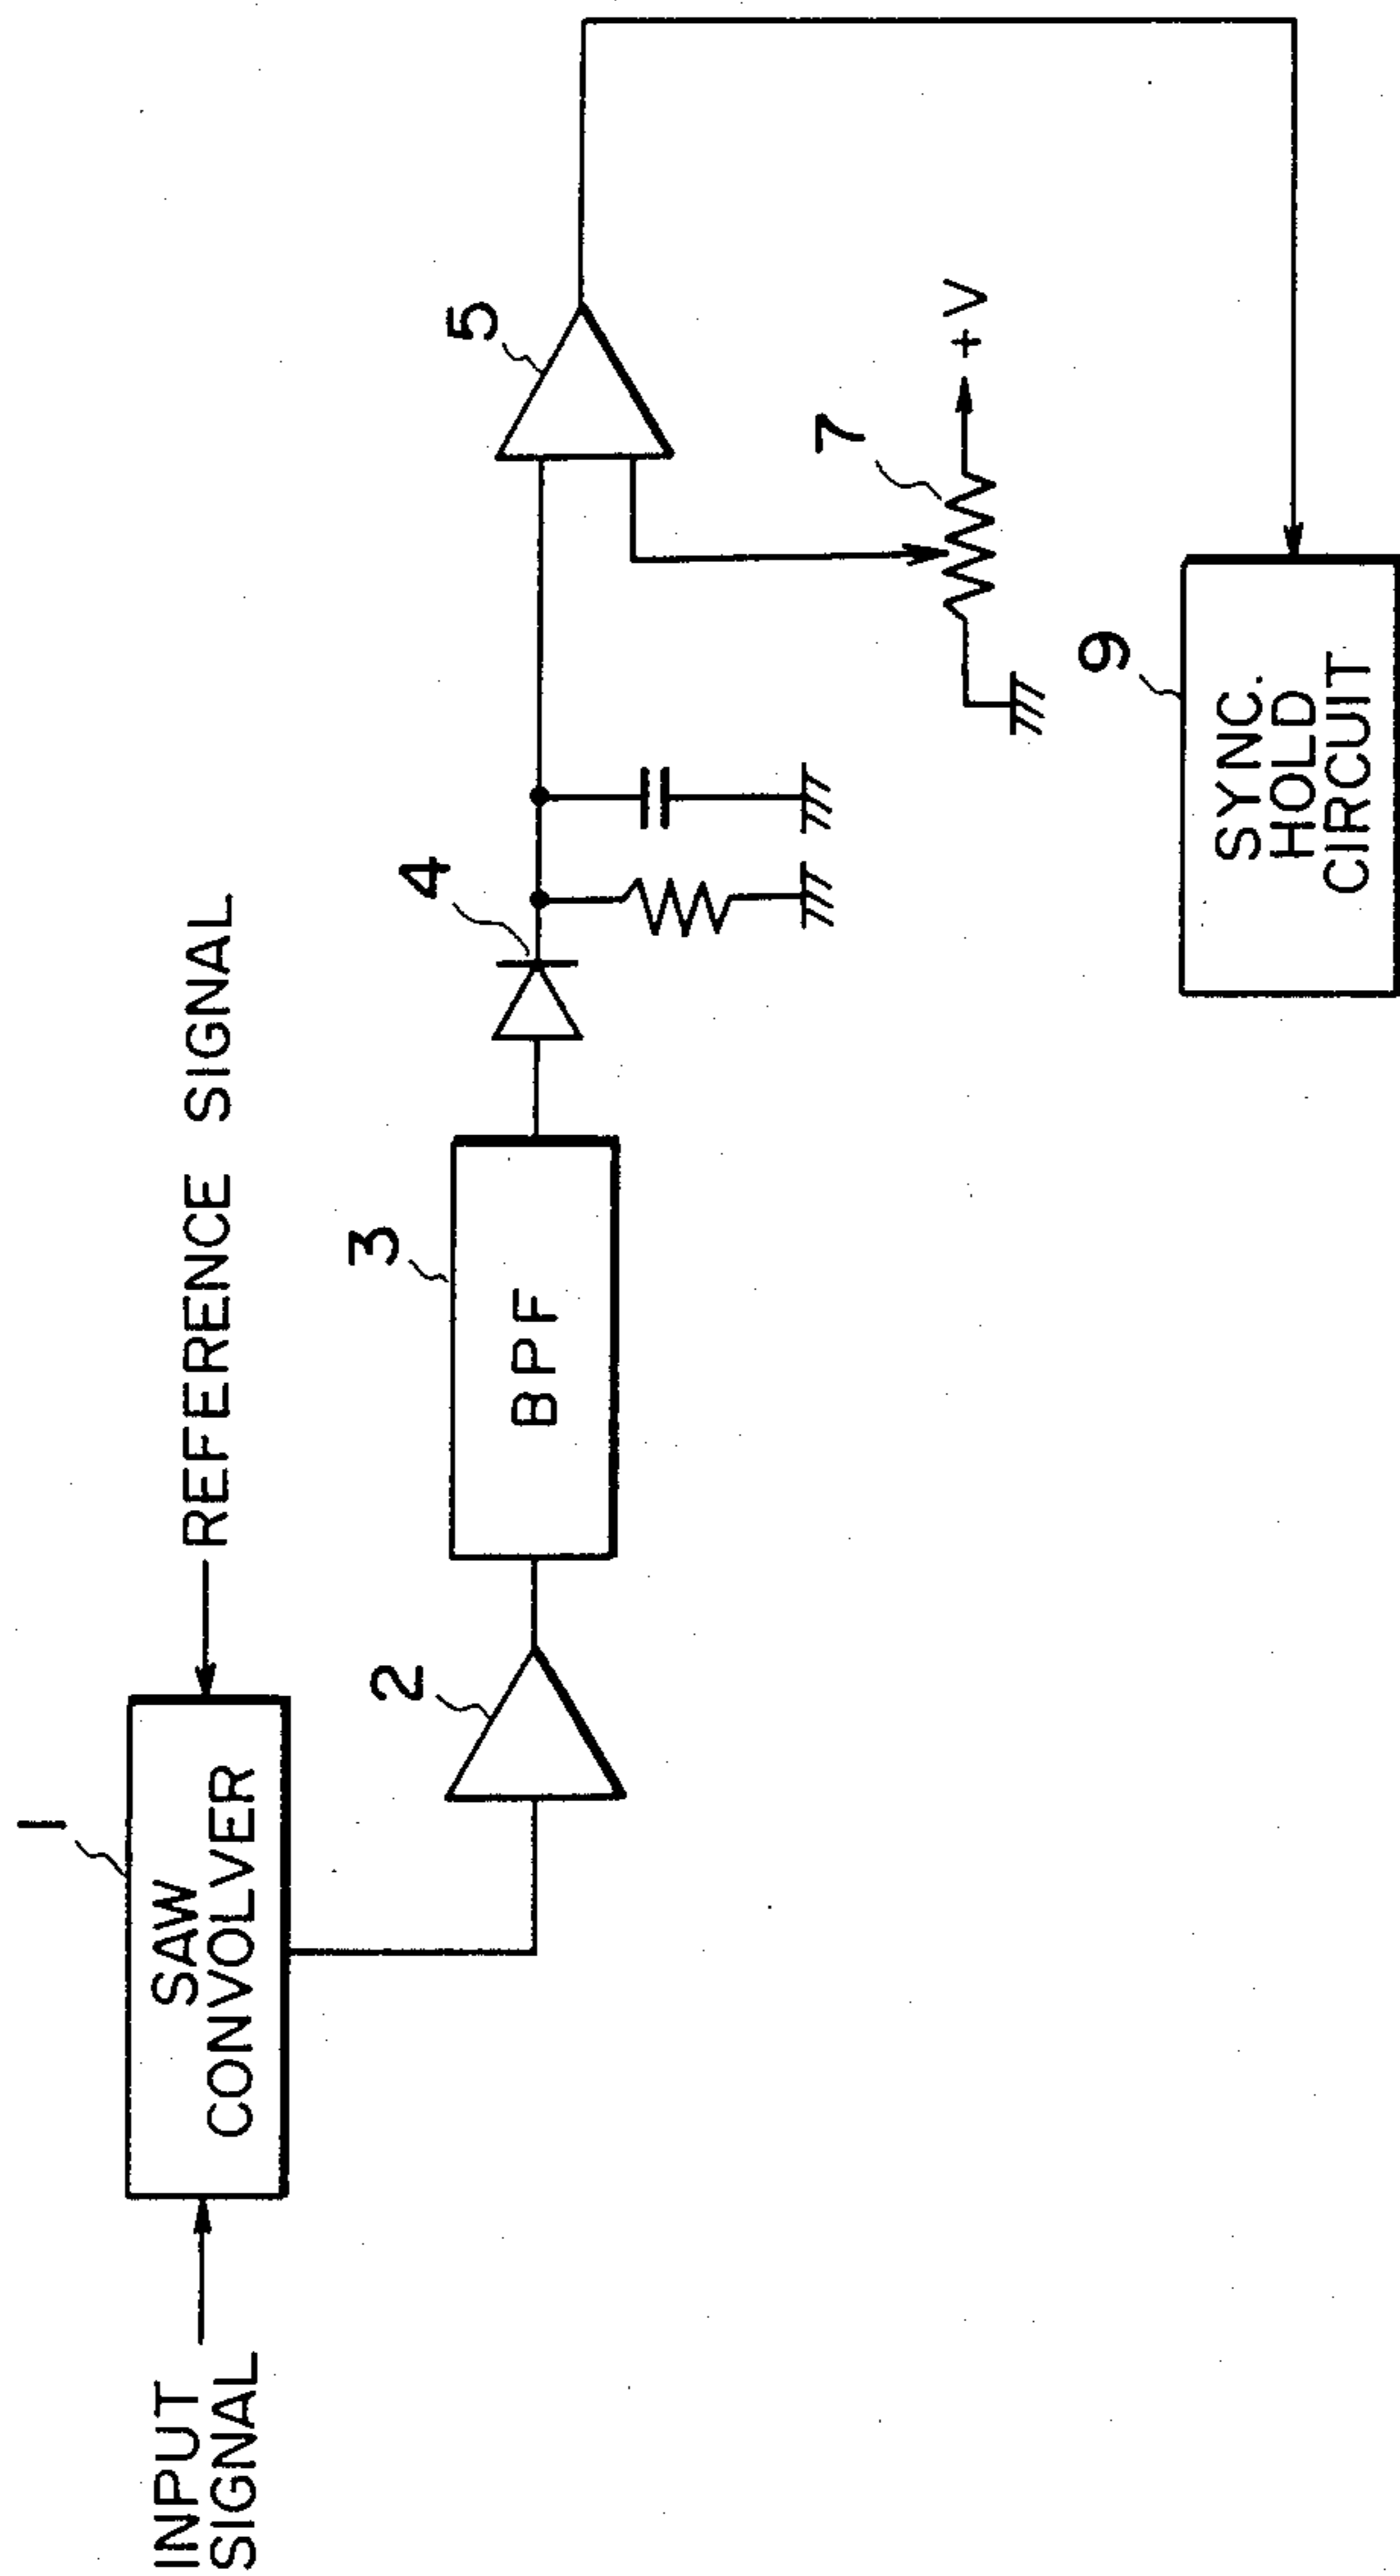 INPUT
SIGNAL
1
SAW
CONVOLVER
REFERENCE SIGNAL
2
3
BPF
4
5
7
+V
9
SYNC.
HOLD
CIRCUIT